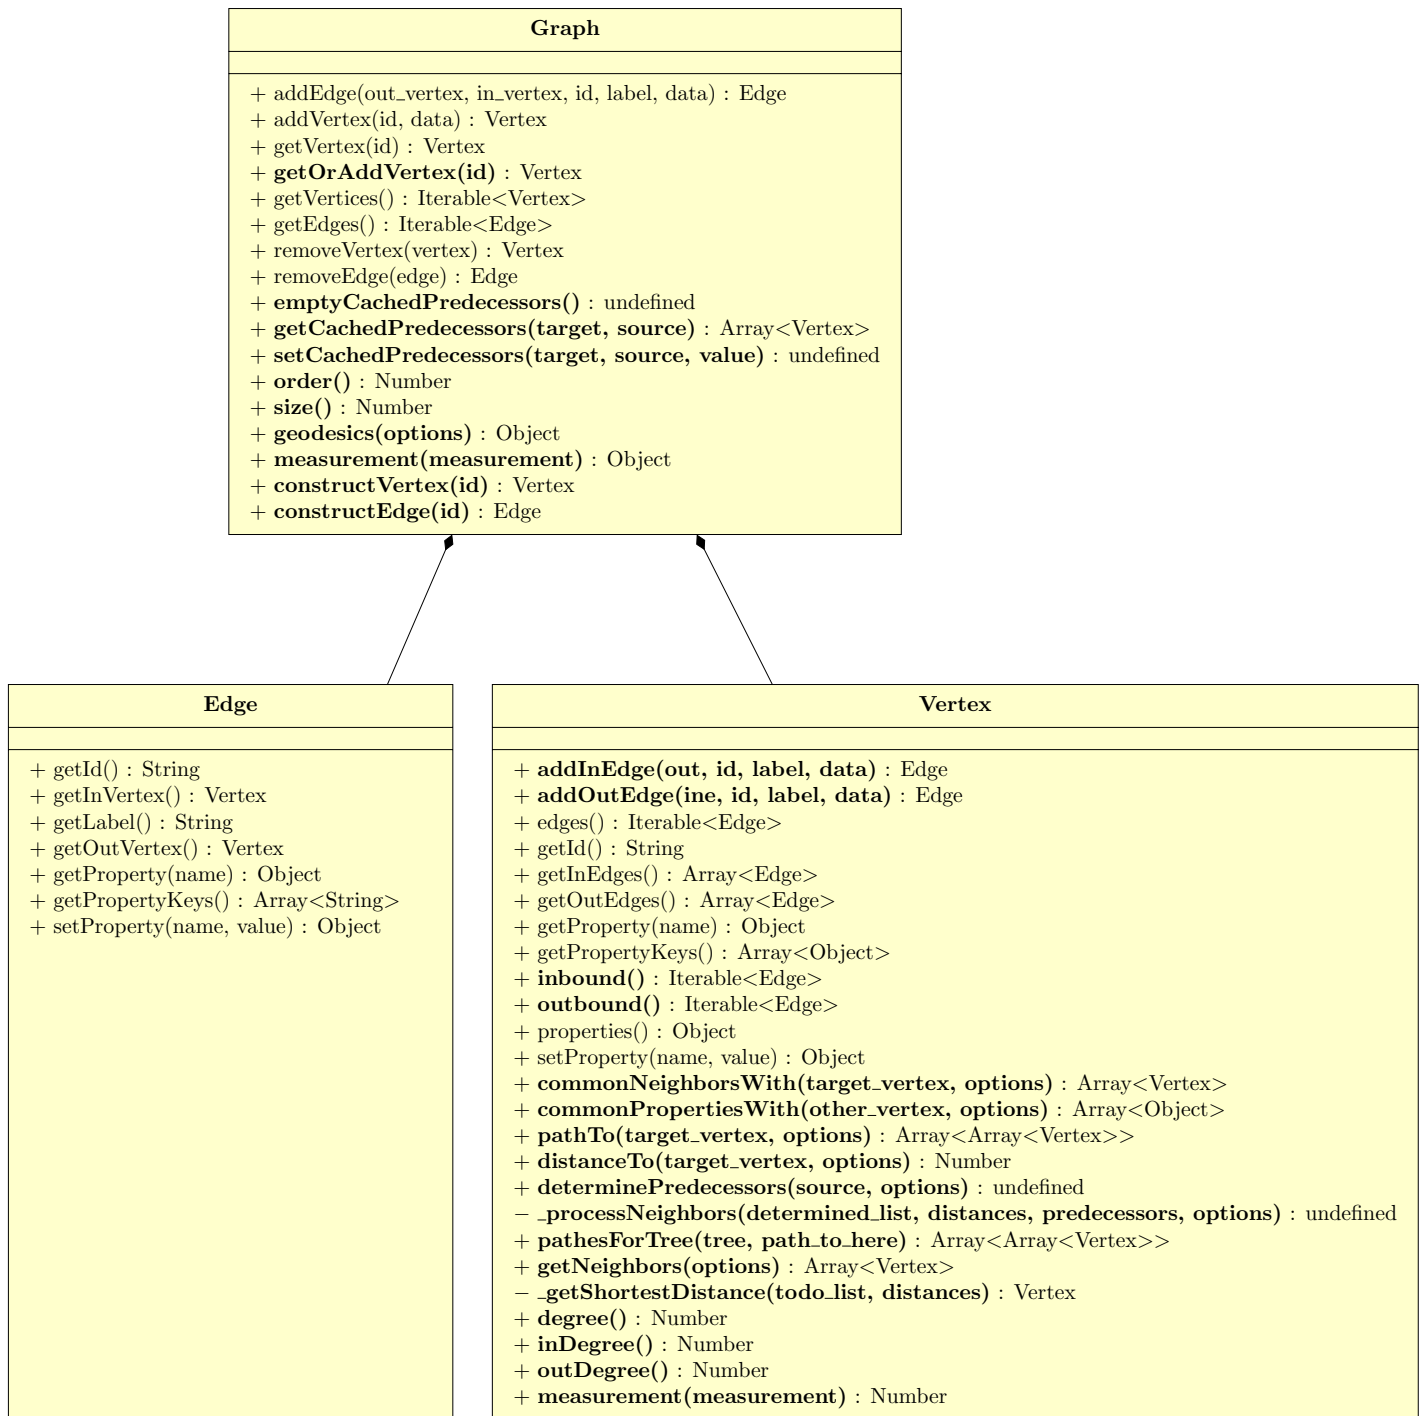 Graph
+ addEdge(out_vertex, in_vertex, id, label, data) : Edge
+ addVertex(id, data) : Vertex
+ getVertex(id) : Vertex
+ getOrAddVertex(id) : Vertex
+ getVertices() : Iterable<Vertex>
+ getEdges() : Iterable<Edge>
+ removeVertex(vertex) : Vertex
+ removeEdge(edge) : Edge
+ emptyCachedPredecessors() : undefined
+ getCachedPredecessors(target, source) : Array<Vertex>
+ setCachedPredecessors(target, source, value) : undefined
+ order() : Number
+ size() : Number
+ geodesics(options) : Object
+ measurement(measurement) : Object
+ constructVertex(id) : Vertex
+ constructEdge(id) : Edge
Edge
+ getId() : String
+ getInVertex() : Vertex
+ getLabel() : String
+ getOutVertex() : Vertex
+ getProperty(name) : Object
+ getPropertyKeys() : Array<String>
+ setProperty(name, value) : Object
Vertex
+ addInEdge(out, id, label, data) : Edge
+ addOutEdge(ine, id, label, data) : Edge
+ edges() : Iterable<Edge>
+ getId() : String
+ getInEdges() : Array<Edge>
+ getOutEdges() : Array<Edge>
+ getProperty(name) : Object
+ getPropertyKeys() : Array<Object>
+ inbound() : Iterable<Edge>
+ outbound() : Iterable<Edge>
+ properties() : Object
+ setProperty(name, value) : Object
+ commonNeighborsWith(target_vertex, options) : Array<Vertex>
+ commonPropertiesWith(other_vertex, options) : Array<Object>
+ pathTo(target_vertex, options) : Array<Array<Vertex>>
+ distanceTo(target_vertex, options) : Number
+ determinePredecessors(source, options) : undefined
− _processNeighbors(determined_list, distances, predecessors, options) : undefined
+ pathesForTree(tree, path_to_here) : Array<Array<Vertex>>
+ getNeighbors(options) : Array<Vertex>
− _getShortestDistance(todo_list, distances) : Vertex
+ degree() : Number
+ inDegree() : Number
+ outDegree() : Number
+ measurement(measurement) : Number